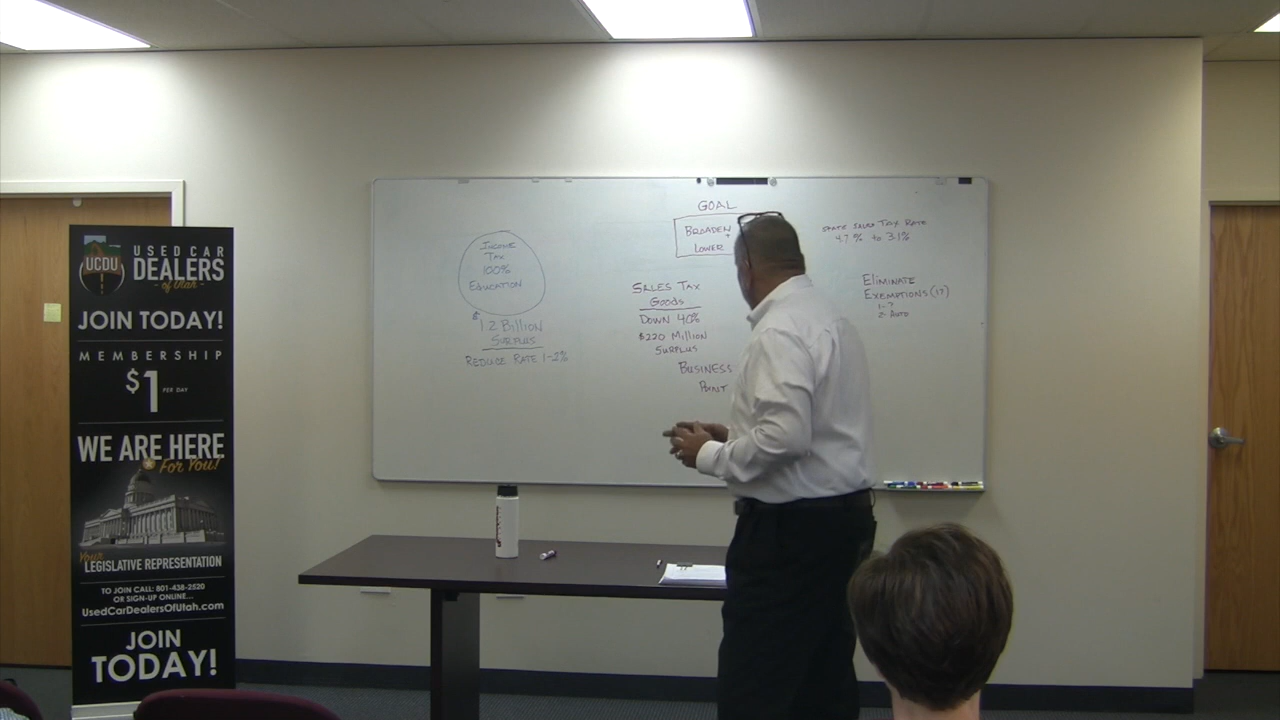 UCDU
USED CAR
DEALERS
of Utah
JOIN TODAY!
MEMBERSHIP
$1 PER DAY
WE ARE HERE
For You!
Your
LEGISLATIVE REPRESENTATION
TO JOIN CALL: 801-438-2520
OR SIGN-UP ONLINE...
UsedCarDealersOfUtah.com
JOIN
TODAY!
INCOME
TAX
100%
EDUCATION
$
1.2 BILLION
SURPLUS
REDUCE RATE 1-2%
GOAL
BROADEN
+
LOWER
SALES TAX
GOODS
DOWN 40%
$220 MILLION
SURPLUS
BUSINESS
POINT
STATE SALES TAX RATE
4.7% to 3.1%
ELIMINATE
EXEMPTIONS (17)
1-?
2- AUTO